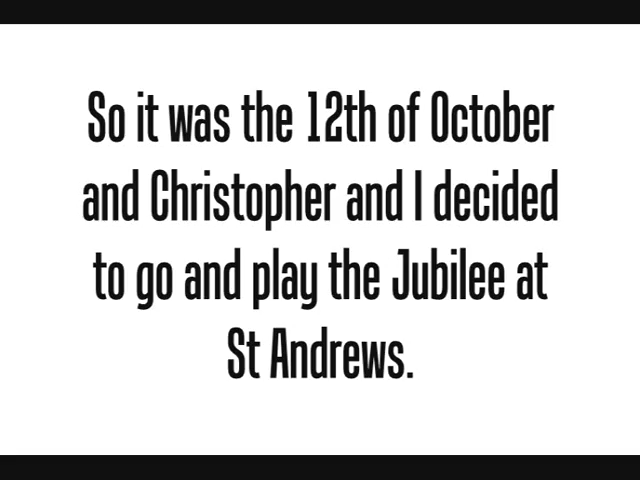 So it was the 12th of October
and Christopher and I decided
to go and play the Jubilee at
St Andrews.